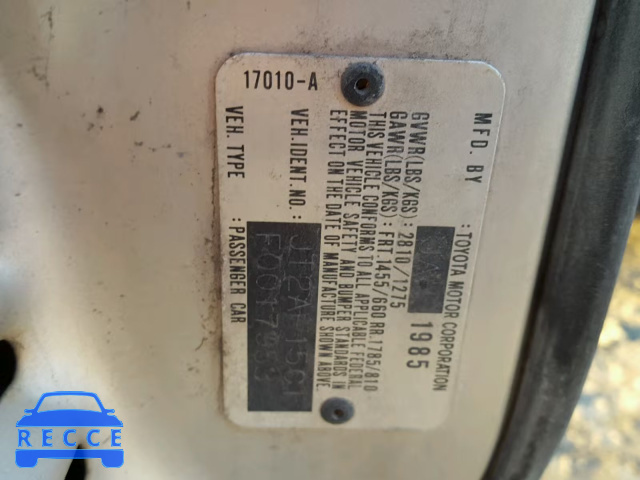 MFD. BY : TOYOTA MOTOR CORPORATION
1985
GVWR(LBS/KGS) : 2810/1275
GAWR(LBS/KGS) : FRT.1455/660 RR.1785/810
THIS VEHICLE CONFORMS TO ALL APPLICABLE FEDERAL
MOTOR VEHICLE SAFETY AND BUMPER STANDARDS IN
EFFECT ON THE DATE OF MANUFACTURE SHOWN ABOVE
VEH.IDENT.NO. :
VEH. TYPE : PASSENGER CAR
17010-A
RECCE